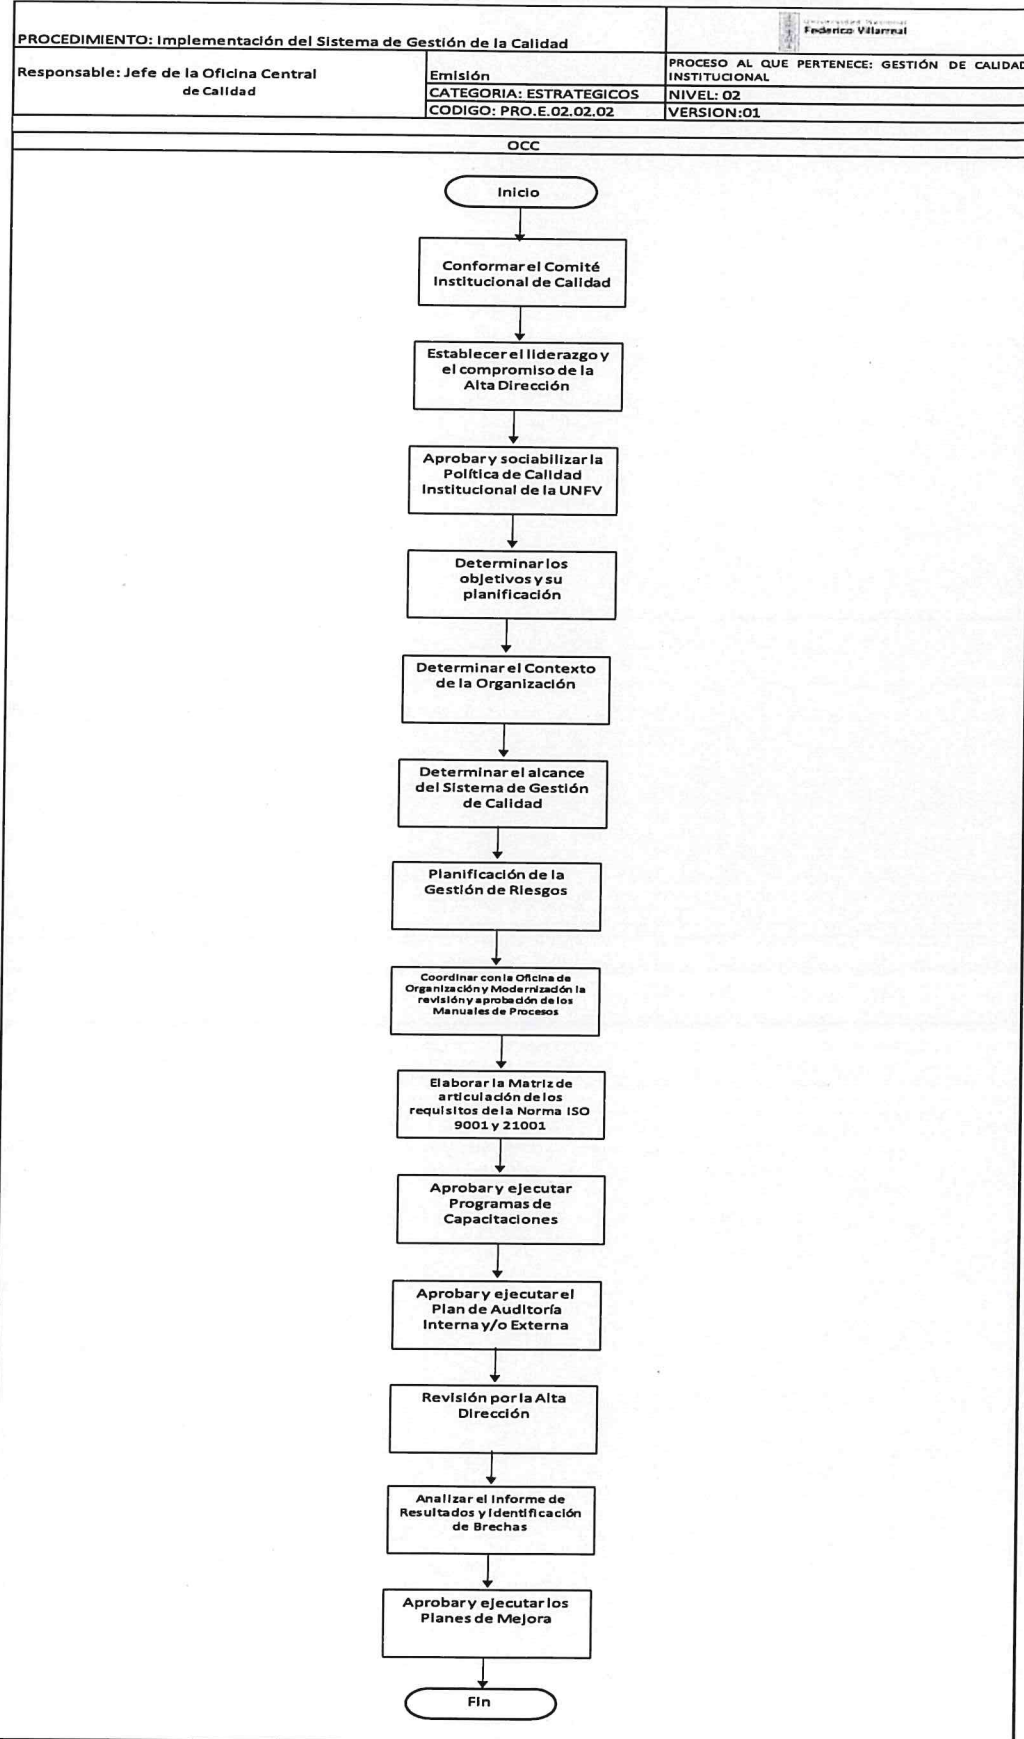 PROCEDIMIENTO: Implementación del Sistema de Gestión de la Calidad
Universidad Nacional
Federico Villarreal
Responsable: Jefe de la Oficina Central
de Calidad
Emisión
PROCESO AL QUE PERTENECE: GESTIÓN DE CALIDAD
INSTITUCIONAL
CATEGORIA: ESTRATEGICOS
NIVEL: 02
CODIGO: PRO.E.02.02.02
VERSION:01
OCC
Inicio
Conformar el Comité
Institucional de Calidad
Establecer el liderazgo y
el compromiso de la
Alta Dirección
Aprobar y sociabilizar la
Política de Calidad
Institucional de la UNFV
Determinar los
objetivos y su
planificación
Determinar el Contexto
de la Organización
Determinar el alcance
del Sistema de Gestión
de Calidad
Planificación de la
Gestión de Riesgos
Coordinar con la Oficina de
Organización y Modernización la
revisión y aprobación de los
Manuales de Procesos
Elaborar la Matriz de
articulación de los
requisitos de la Norma ISO
9001 y 21001
Aprobar y ejecutar
Programas de
Capacitaciones
Aprobar y ejecutar el
Plan de Auditoría
Interna y/o Externa
Revisión por la Alta
Dirección
Analizar el Informe de
Resultados y Identificación
de Brechas
Aprobar y ejecutar los
Planes de Mejora
Fin